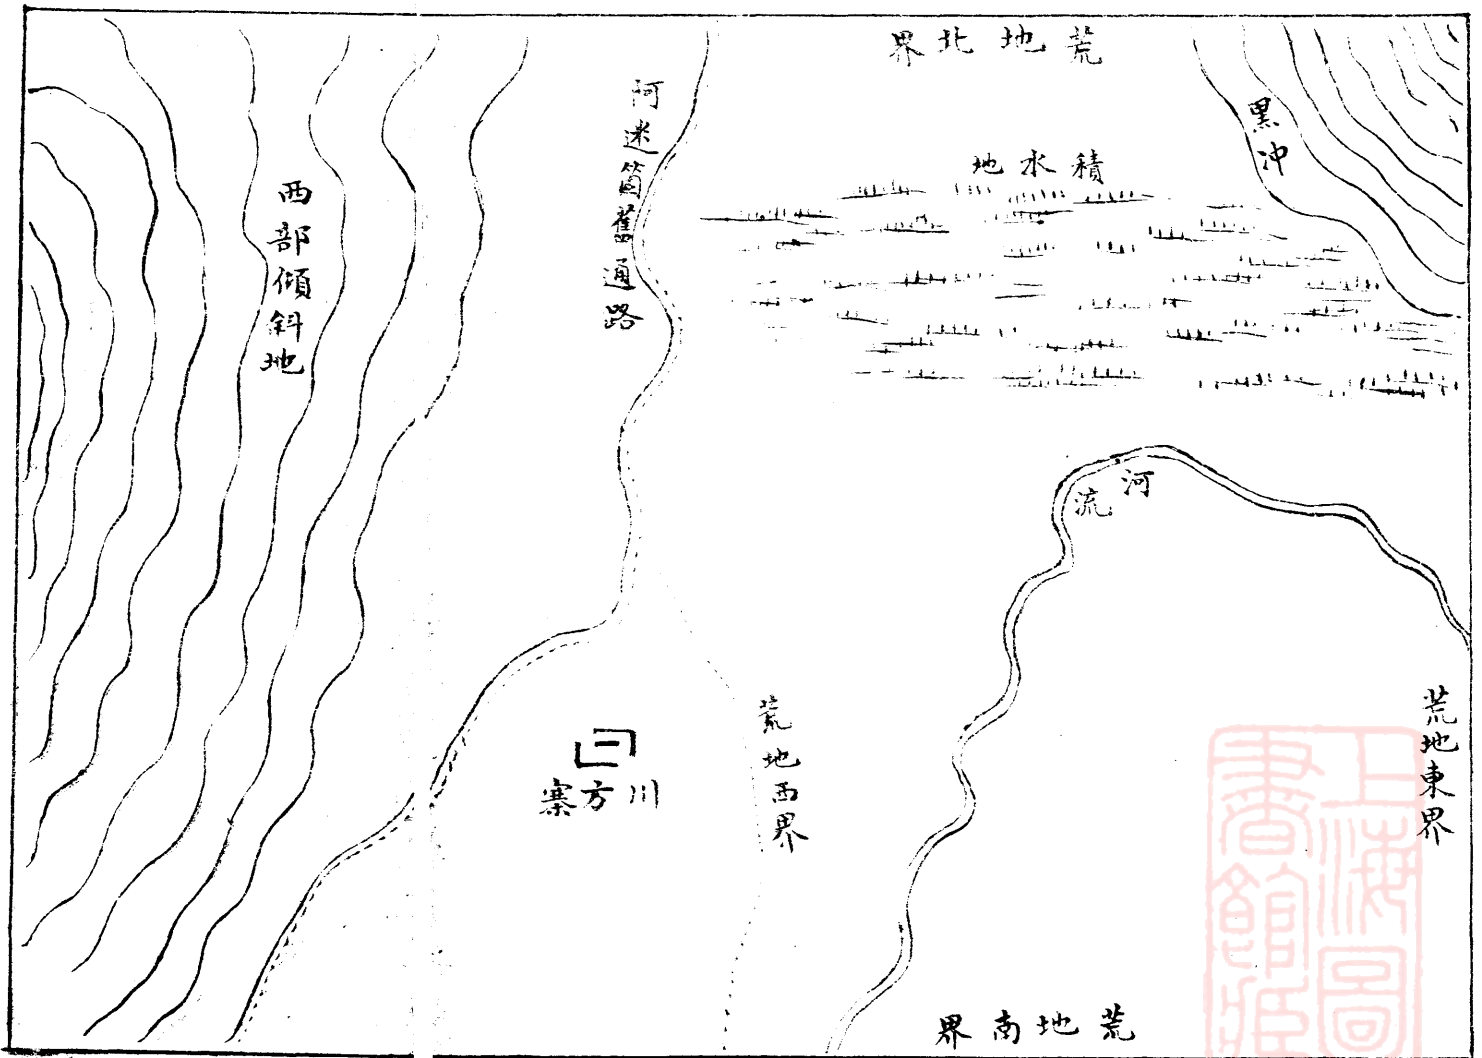 荒地北界
黑冲
積水地
阿迷箇舊通路
西部傾斜地
河流
荒地東界
荒地西界
川方寨
荒地南界
上海圖
書館藏